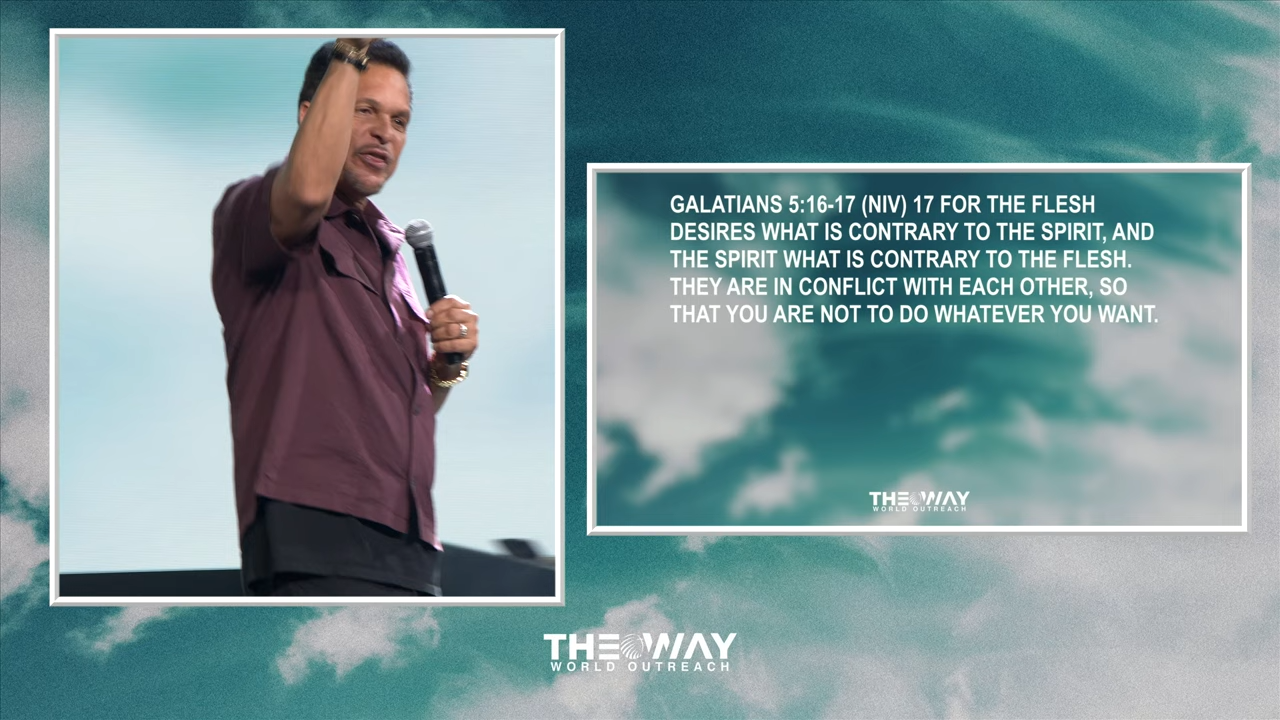 GALATIANS 5:16-17 (NIV) 17 FOR THE FLESH
DESIRES WHAT IS CONTRARY TO THE SPIRIT, AND
THE SPIRIT WHAT IS CONTRARY TO THE FLESH.
THEY ARE IN CONFLICT WITH EACH OTHER, SO
THAT YOU ARE NOT TO DO WHATEVER YOU WANT.
THE WAY
WORLD OUTREACH
THE WAY
WORLD OUTREACH